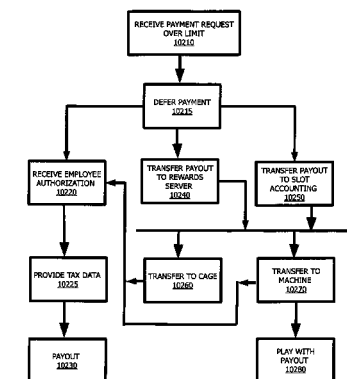 RECEIVE PAYMENT REQUEST
OVER LIMIT
10210
DEFER PAYMENT
10215
RECEIVE EMPLOYEE
AUTHORIZATION
10220
TRANSFER PAYOUT
TO REWARDS
SERVER
10240
TRANSFER PAYOUT
TO SLOT
ACCOUNTING
10250
PROVIDE TAX DATA
10225
TRANSFER TO CAGE
10260
TRANSFER TO
MACHINE
10270
PAYOUT
10230
PLAY WITH
PAYOUT
10280